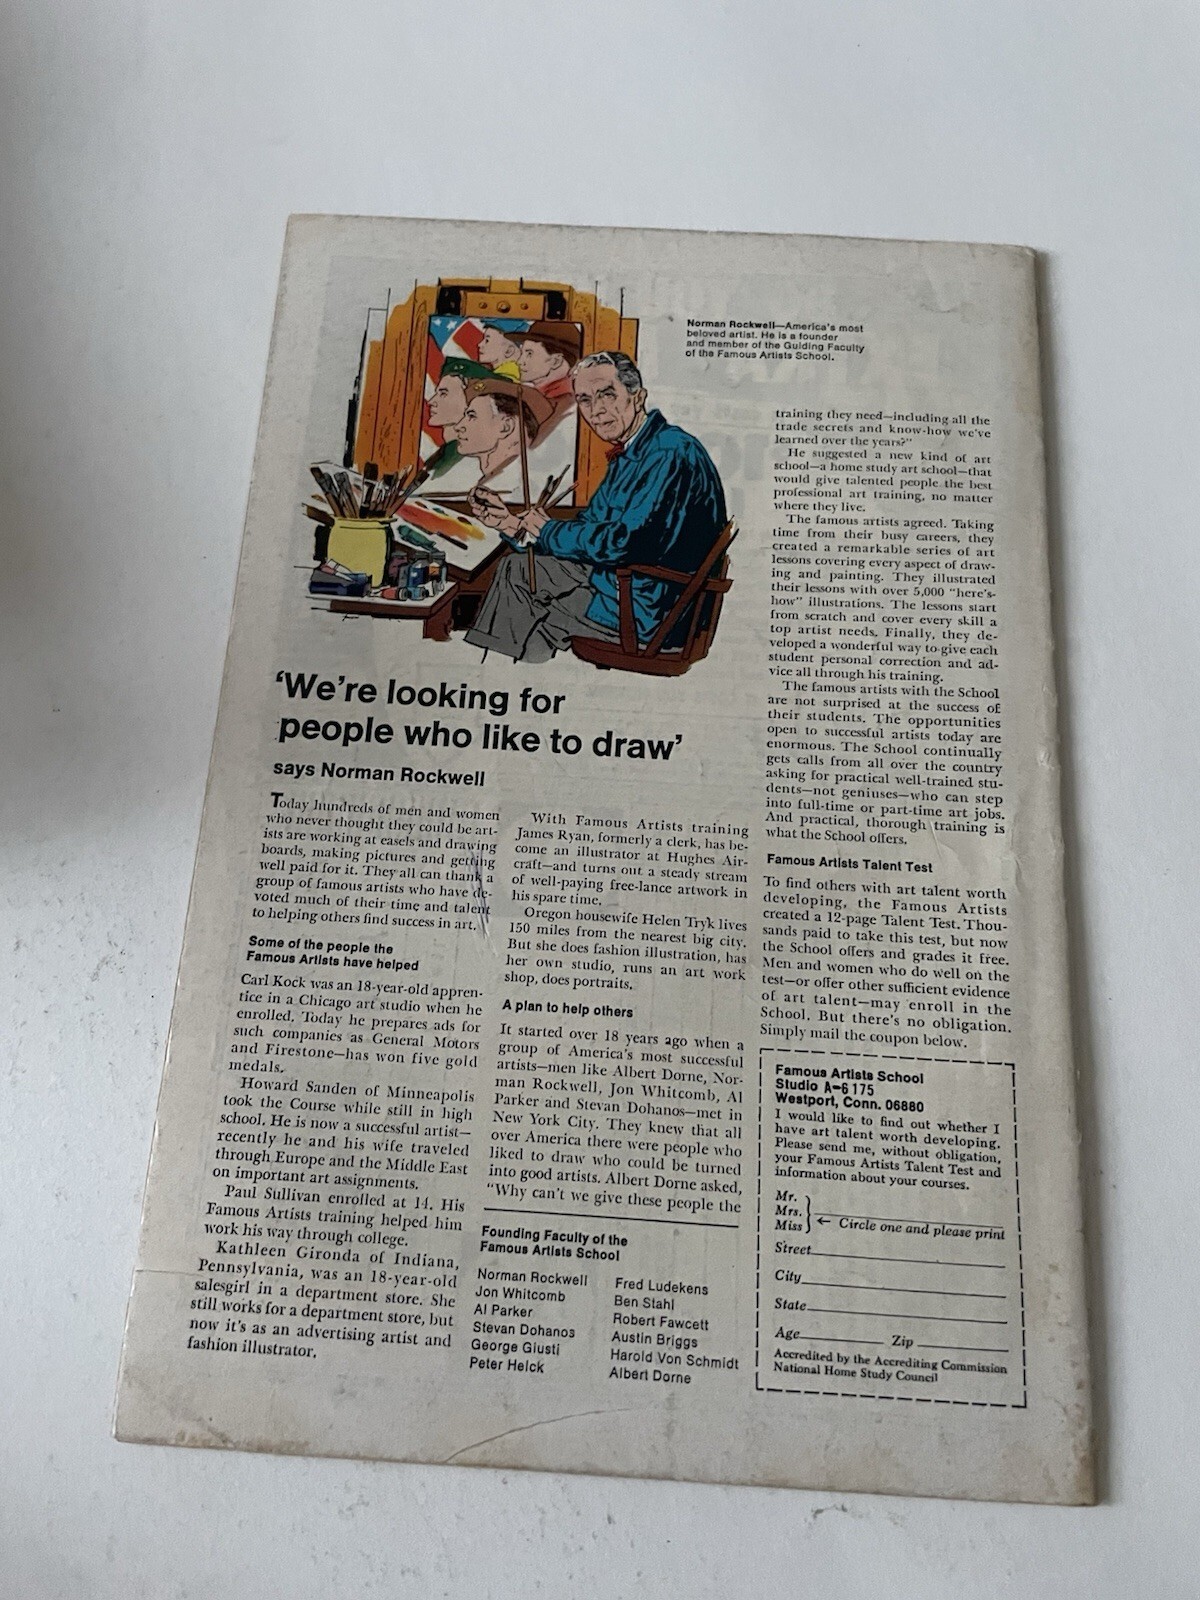 Norman Rockwell—America's most
beloved artist. He is a founder
and member of the Guiding Faculty
of the Famous Artists School.
'We're looking for
people who like to draw'
says Norman Rockwell
Today hundreds of men and women
who never thought they could be art-
ists are working at easels and drawing
boards, making pictures and getting
well paid for it. They all can thank a
group of famous artists who have de-
voted much of their time and talent
to helping others find success in art.
Some of the people the
Famous Artists have helped
Carl Kock was an 18-year-old appren-
tice in a Chicago art studio when he
enrolled. Today he prepares ads for
such companies as General Motors
and Firestone—has won five gold
medals.
Howard Sanden of Minneapolis
took the Course while still in high
school. He is now a successful artist—
recently he and his wife traveled
through Europe and the Middle East
on important art assignments.
Paul Sullivan enrolled at 14. His
Famous Artists training helped him
work his way through college.
Kathleen Gironda of Indiana,
Pennsylvania, was an 18-year-old
salesgirl in a department store. She
still works for a department store, but
now it's as an advertising artist and
fashion illustrator.
With Famous Artists training
James Ryan, formerly a clerk, has be-
come an illustrator at Hughes Air-
craft—and turns out a steady stream
of well-paying free-lance artwork in
his spare time.
Oregon housewife Helen Tryk lives
150 miles from the nearest big city.
But she does fashion illustration, has
her own studio, runs an art work
shop, does portraits.
A plan to help others
It started over 18 years ago when a
group of America's most successful
artists—men like Albert Dorne, Nor-
man Rockwell, Jon Whitcomb, Al
Parker and Stevan Dohanos—met in
New York City. They knew that all
over America there were people who
liked to draw who could be turned
into good artists. Albert Dorne asked,
"Why can't we give these people the
Founding Faculty of the
Famous Artists School
Norman Rockwell
Jon Whitcomb
Al Parker
Stevan Dohanos
George Giusti
Peter Helck
Fred Ludekens
Ben Stahl
Robert Fawcett
Austin Briggs
Harold Von Schmidt
Albert Dorne
training they need—including all the
trade secrets and know-how we've
learned over the years?"
He suggested a new kind of art
school—a home study art school—that
would give talented people the best
professional art training, no matter
where they live.
The famous artists agreed. Taking
time from their busy careers, they
created a remarkable series of art
lessons covering every aspect of draw-
ing and painting. They illustrated
their lessons with over 5,000 "here's-
how" illustrations. The lessons start
from scratch and cover every skill a
top artist needs. Finally, they de-
veloped a wonderful way to give each
student personal correction and ad-
vice all through his training.
The famous artists with the School
are not surprised at the success of
their students. The opportunities
open to successful artists today are
enormous. The School continually
gets calls from all over the country
asking for practical well-trained stu-
dents—not geniuses—who can step
into full-time or part-time art jobs.
And practical, thorough training is
what the School offers.
Famous Artists Talent Test
To find others with art talent worth
developing, the Famous Artists
created a 12-page Talent Test. Thou-
sands paid to take this test, but now
the School offers and grades it free.
Men and women who do well on the
test—or offer other sufficient evidence
of art talent—may enroll in the
School. But there's no obligation.
Simply mail the coupon below.
Famous Artists School
Studio A-6175
Westport, Conn. 06880
I would like to find out whether I
have art talent worth developing.
Please send me, without obligation,
your Famous Artists Talent Test and
information about your courses.
Mr.
Mrs.
Miss
← Circle one and please print
Street
City
State
Age Zip
Accredited by the Accrediting Commission
National Home Study Council